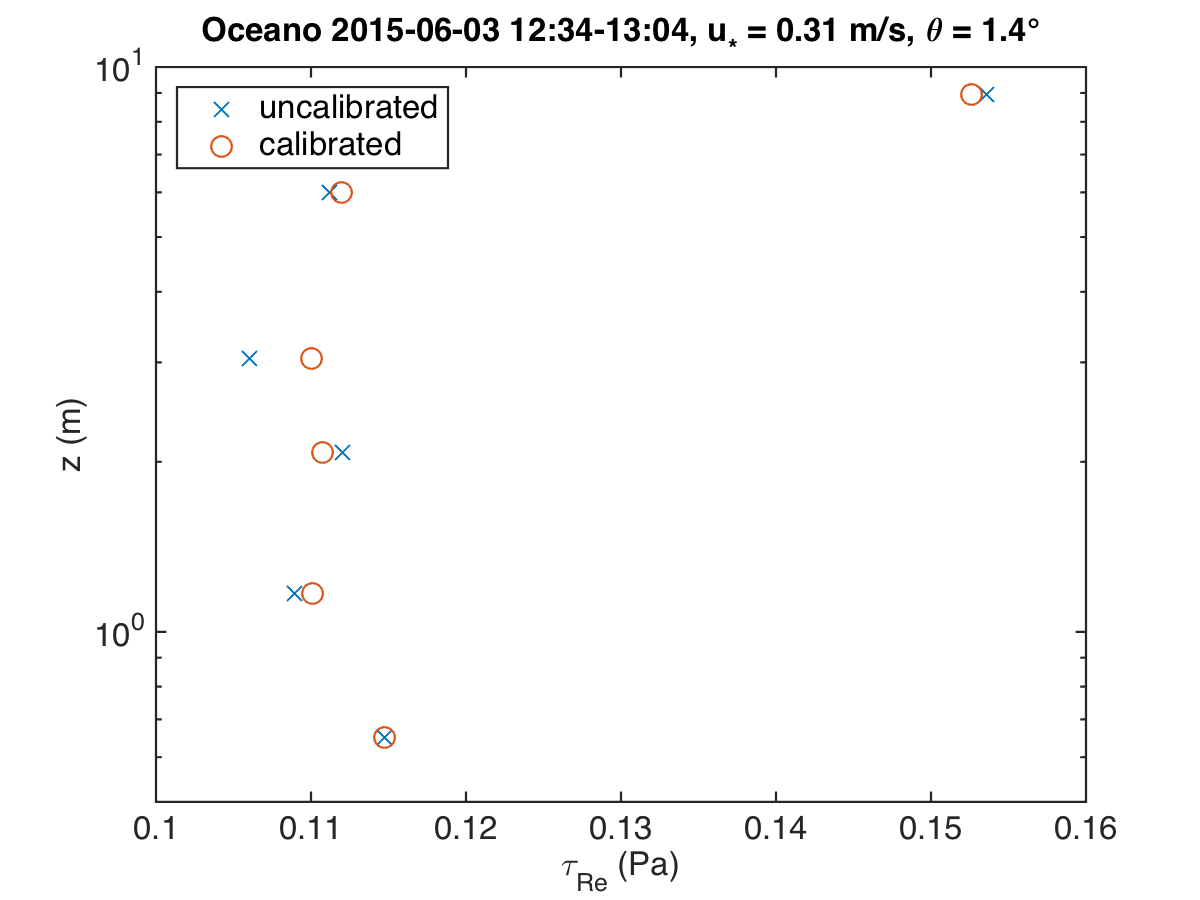 Oceano 2015-06-03 12:34-13:04, u* = 0.31 m/s, θ = 1.4°
10^1
uncalibrated
calibrated
z (m)
10^0
0.1 0.11 0.12 0.13 0.14 0.15 0.16
τ_Re (Pa)